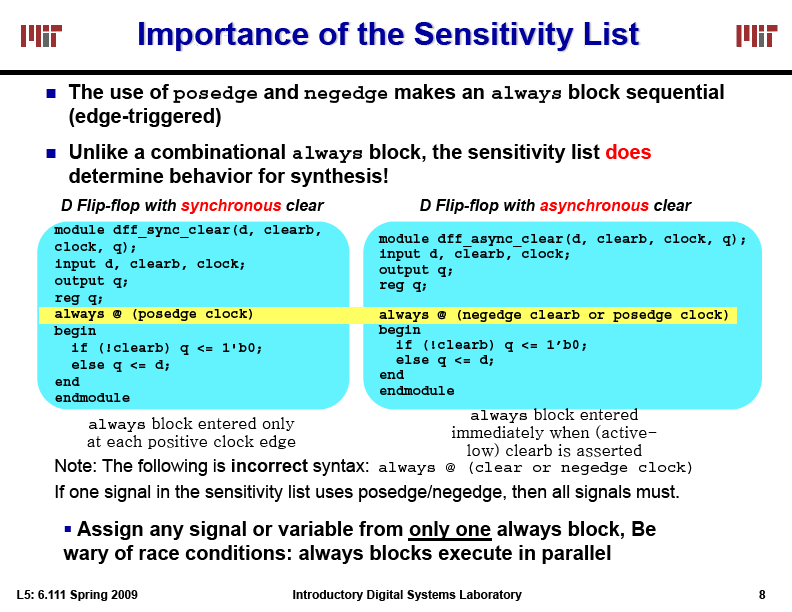 Importance of the Sensitivity List
The use of posedge and negedge makes an always block sequential
(edge-triggered)
Unlike a combinational always block, the sensitivity list does
determine behavior for synthesis!
D Flip-flop with synchronous clear
module dff_sync_clear(d, clearb,
clock, q);
input d, clearb, clock;
output q;
reg q;
always @ (posedge clock)
begin
if (!clearb) q <= 1'b0;
else q <= d;
end
endmodule
always block entered only
at each positive clock edge
D Flip-flop with asynchronous clear
module dff_async_clear(d, clearb, clock, q);
input d, clearb, clock;
output q;
reg q;
always @ (negedge clearb or posedge clock)
begin
if (!clearb) q <= 1’b0;
else q <= d;
end
endmodule
always block entered
immediately when (active-
low) clearb is asserted
Note: The following is incorrect syntax: always @ (clear or negedge clock)
If one signal in the sensitivity list uses posedge/negedge, then all signals must.
Assign any signal or variable from only one always block, Be
wary of race conditions: always blocks execute in parallel
L5: 6.111 Spring 2009
Introductory Digital Systems Laboratory
8